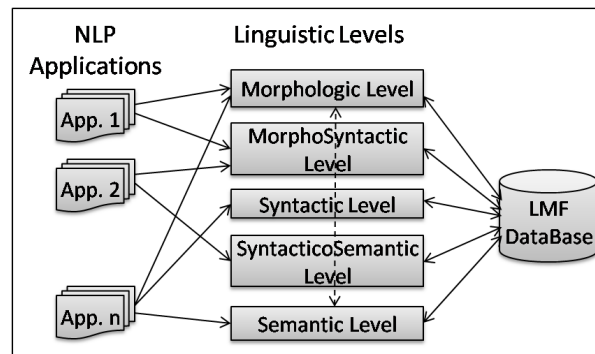 NLP
Applications
Linguistic Levels
App. 1
App. 2
App. n
Morphologic Level
MorphoSyntactic
Level
Syntactic Level
SyntacticoSemantic
Level
Semantic Level
LMF
DataBase